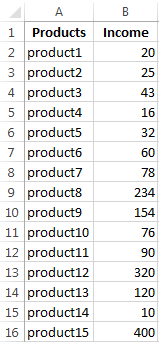 A B
1 Products Income
2 product1 20
3 product2 25
4 product3 43
5 product4 16
6 product5 32
7 product6 60
8 product7 78
9 product8 234
10 product9 154
11 product10 76
12 product11 90
13 product12 320
14 product13 120
15 product14 10
16 product15 400